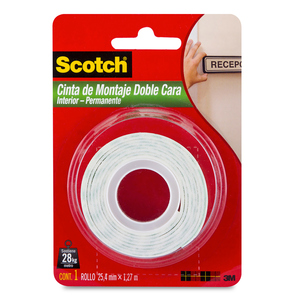 Scotch
Cinta de Montaje Doble Cara
Interior – Permanente
RECEPC
Sostiene
28kg
CONT. 1 ROLLO 25,4 mm x 1,27 m
3M